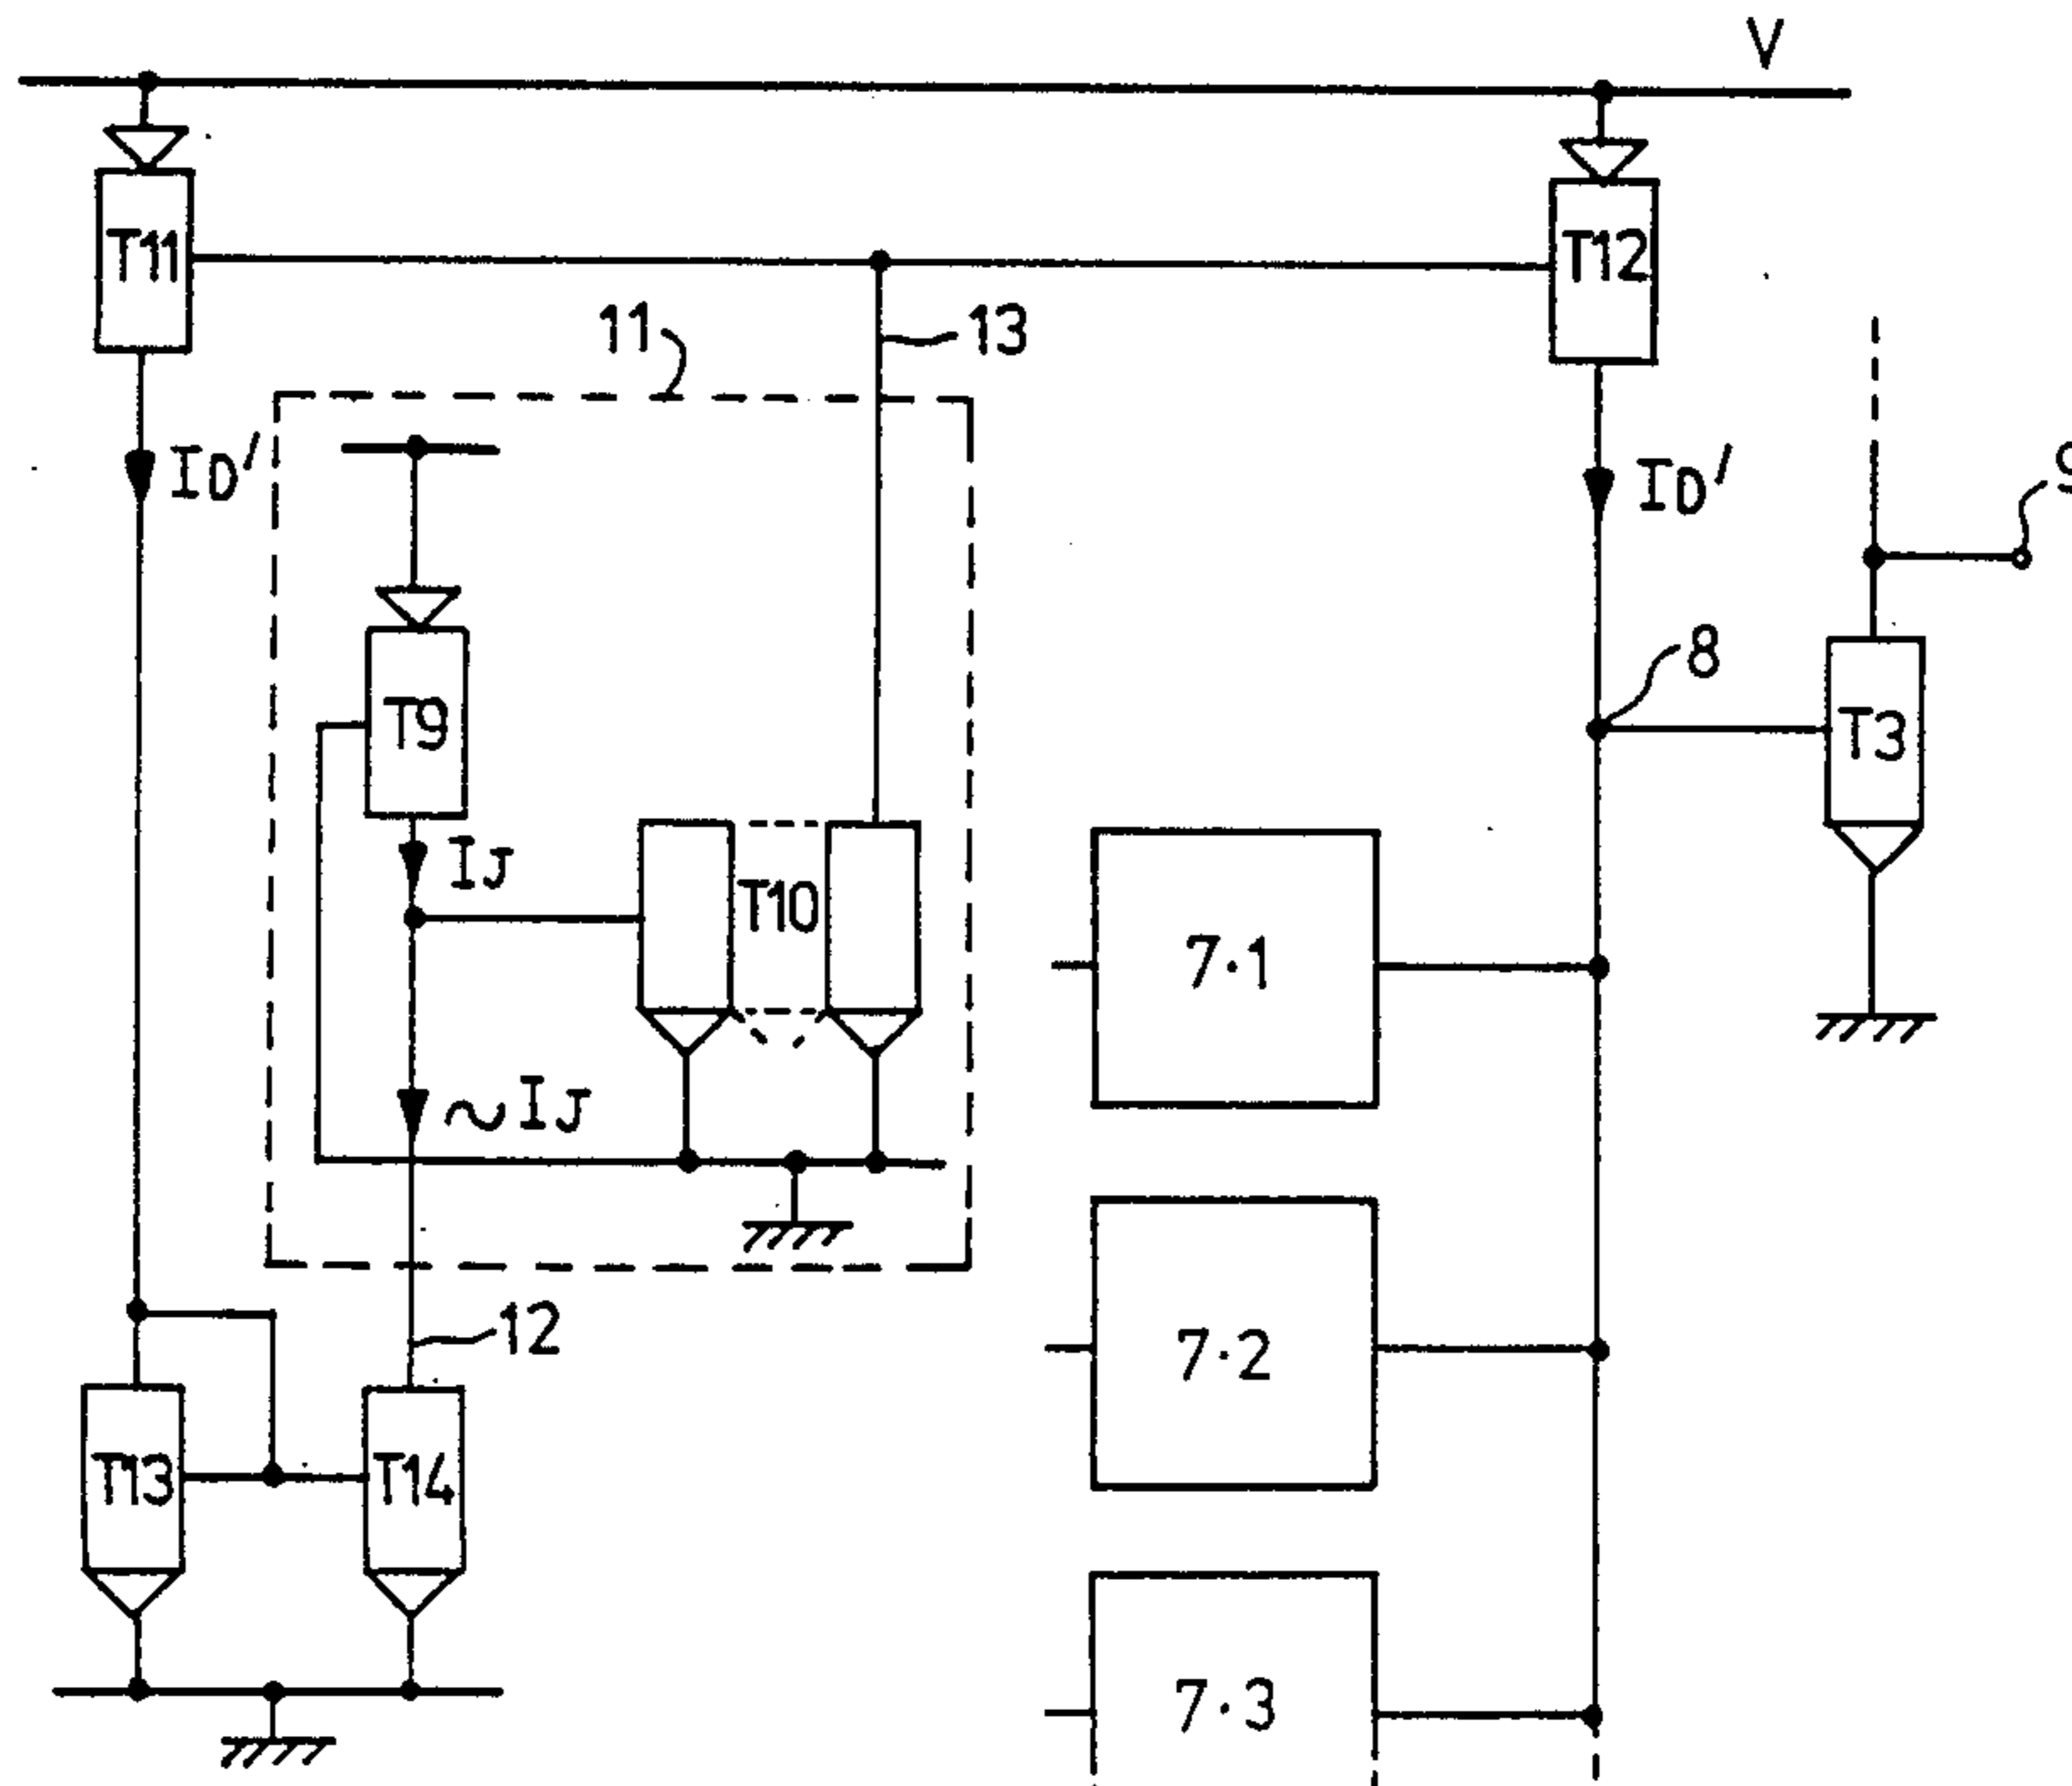 V
T11
T12
11
13
ID'
ID'
9
T9
8
T3
IJ
T10
7·1
~IJ
12
7·2
T13
T14
7·3